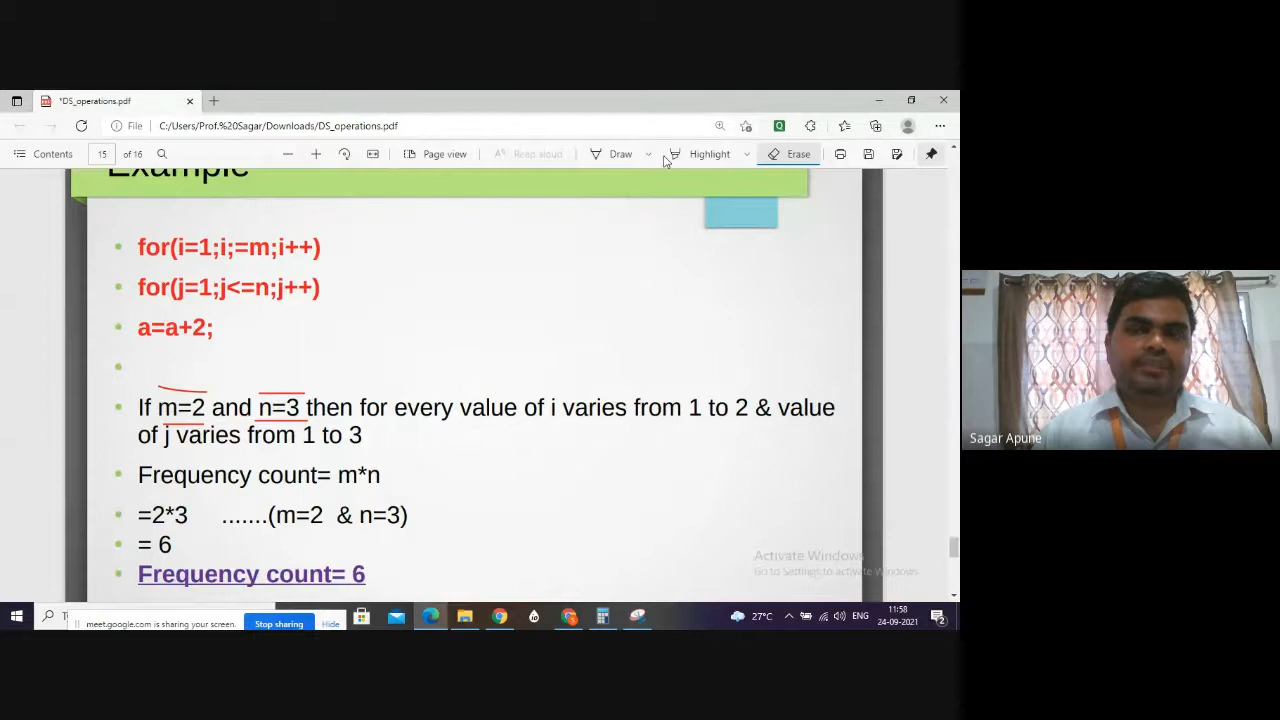 *DS_operations.pdf
File C:/Users/Prof.%20Sagar/Downloads/DS_operations.pdf
Contents 15 of 16 Page view Read aloud Draw Highlight Erase
Example
for(i=1;i;=m;i++)
for(j=1;j<=n;j++)
a=a+2;
If m=2 and n=3 then for every value of i varies from 1 to 2 & value
of j varies from 1 to 3
Frequency count= m*n
=2*3 .......(m=2 & n=3)
= 6
Frequency count= 6
Activate Windows
Go to Settings to activate Windows
Sagar Apune
meet.google.com is sharing your screen. Stop sharing Hide
27°C ENG
11:58
24-09-2021
2